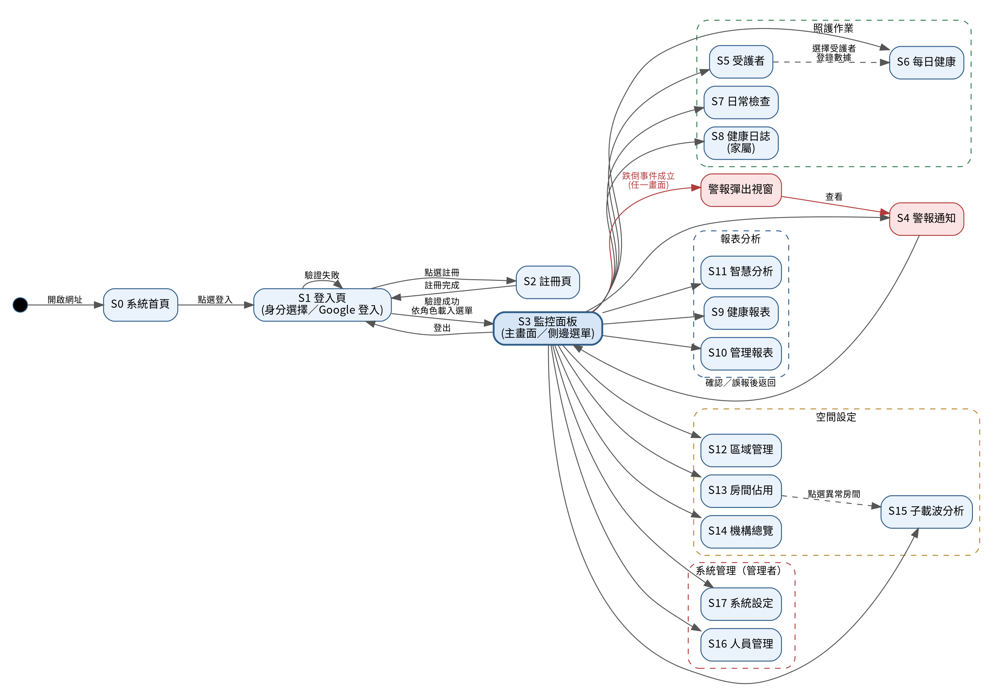 開啟網址
S0 系統首頁
點選登入
驗證失敗
S1 登入頁
(身分選擇／Google 登入)
點選註冊
註冊完成
驗證成功
依角色載入選單
登出
S2 註冊頁
S3 監控面板
(主畫面／側邊選單)
照護作業
S5 受護者
選擇受護者
登錄數據
S6 每日健康
S7 日常檢查
S8 健康日誌
(家屬)
跌倒事件成立
(任一畫面)
警報彈出視窗
查看
S4 警報通知
報表分析
S11 智慧分析
S9 健康報表
S10 管理報表
確認／誤報後返回
空間設定
S12 區域管理
S13 房間佔用
點選異常房間
S15 子載波分析
S14 機構總覽
系統管理（管理者）
S17 系統設定
S16 人員管理